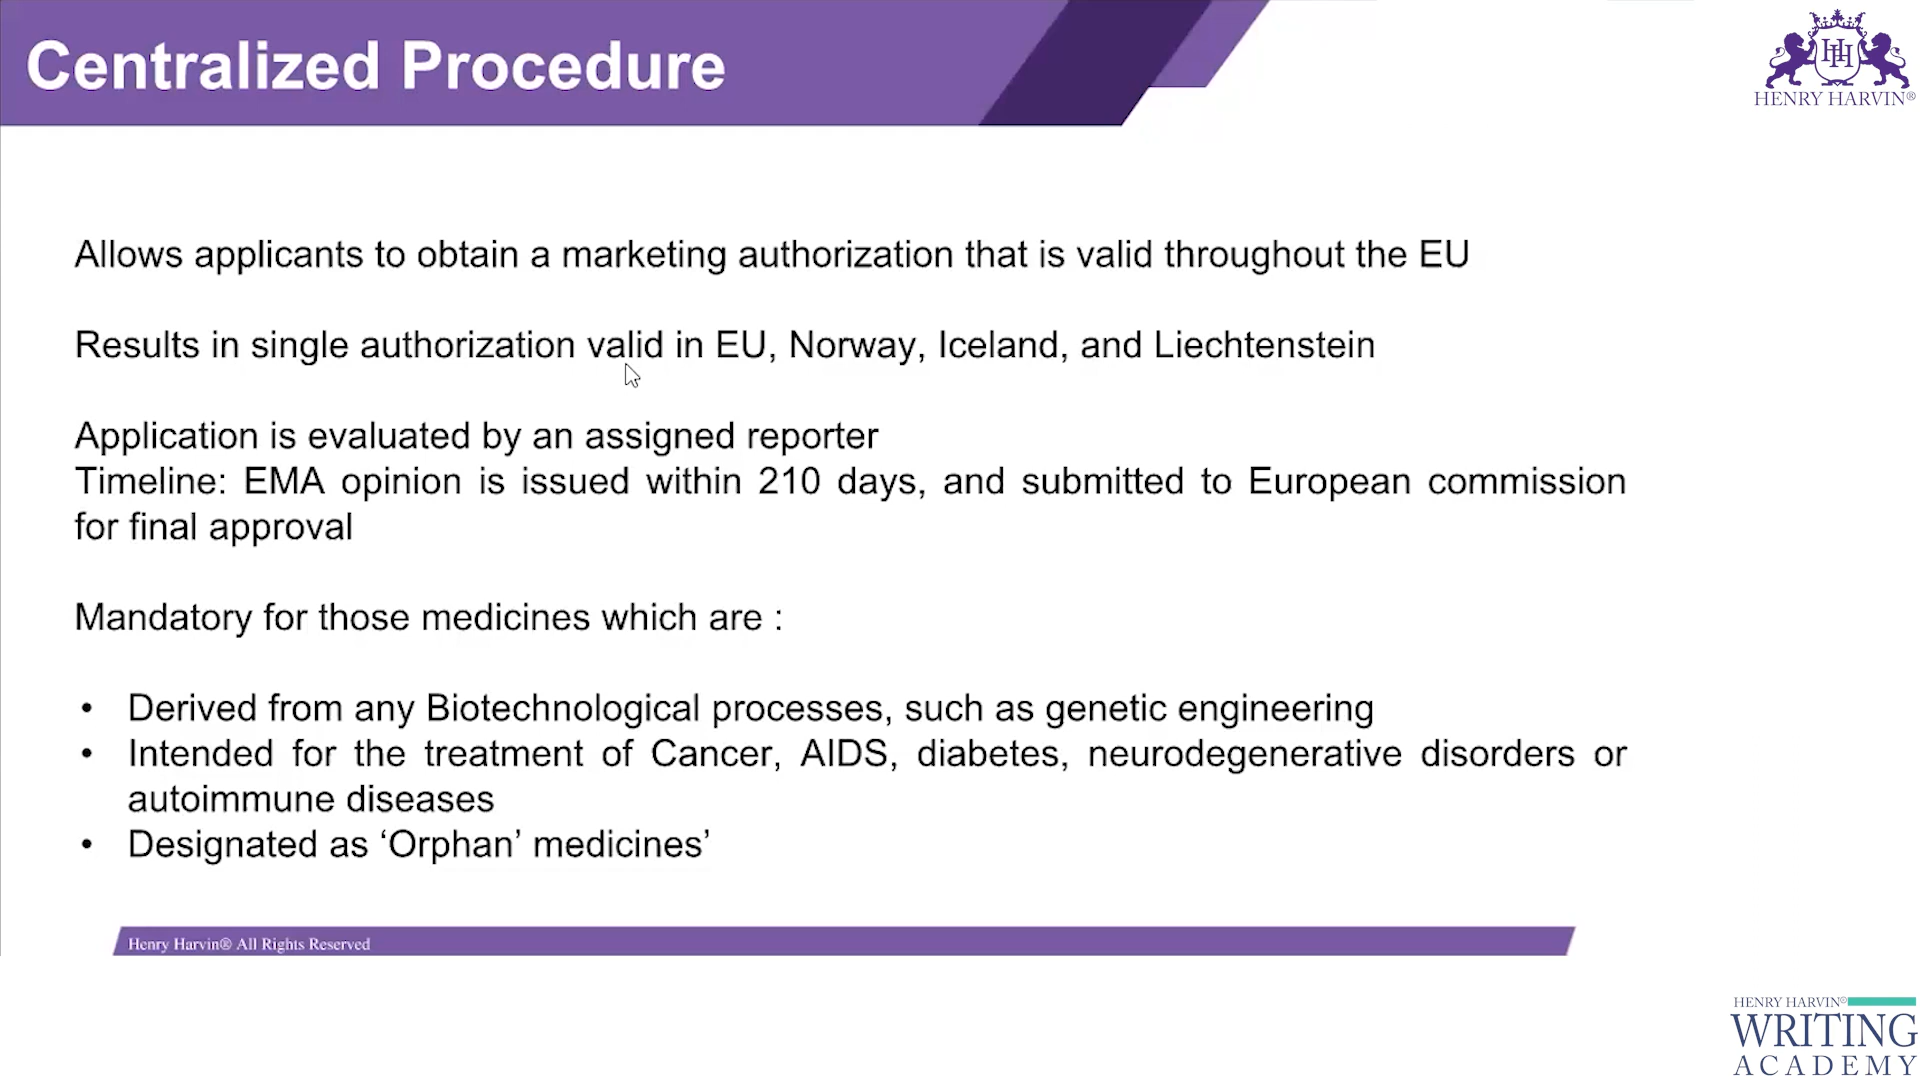 Centralized Procedure
HH
HENRY HARVIN®
Allows applicants to obtain a marketing authorization that is valid throughout the EU
Results in single authorization valid in EU, Norway, Iceland, and Liechtenstein
Application is evaluated by an assigned reporter
Timeline: EMA opinion is issued within 210 days, and submitted to European commission
for final approval
Mandatory for those medicines which are :
• Derived from any Biotechnological processes, such as genetic engineering
• Intended for the treatment of Cancer, AIDS, diabetes, neurodegenerative disorders or
autoimmune diseases
• Designated as ‘Orphan’ medicines’
Henry Harvin® All Rights Reserved
HENRY HARVIN®
WRITING
ACADEMY